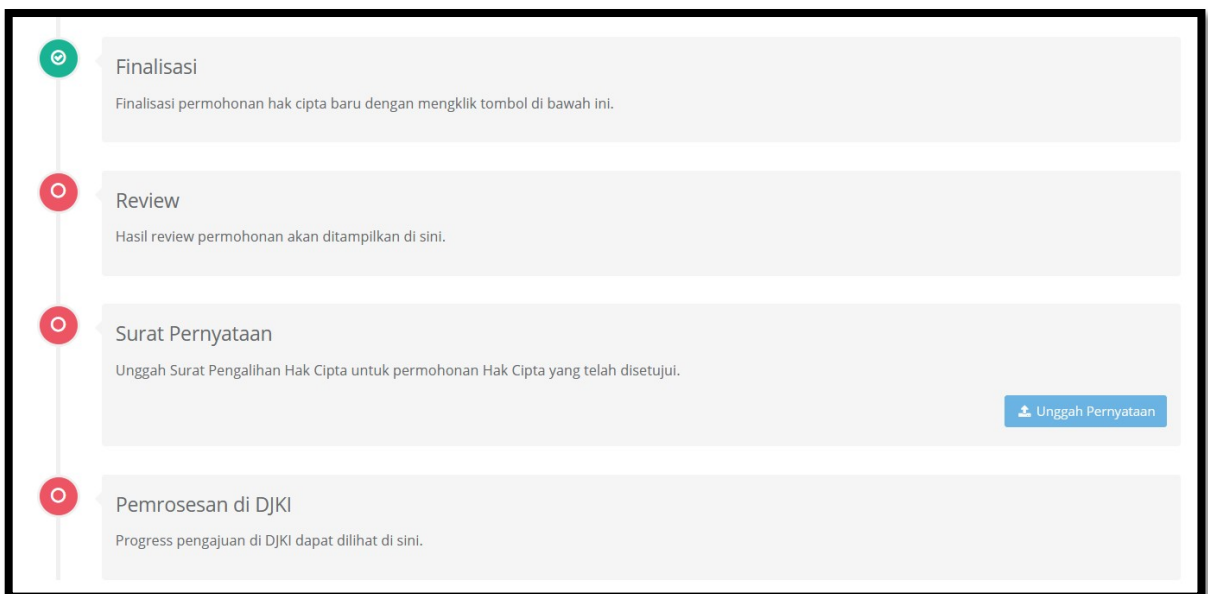 Finalisasi
Finalisasi permohonan hak cipta baru dengan mengklik tombol di bawah ini.
Review
Hasil review permohonan akan ditampilkan di sini.
Surat Pernyataan
Unggah Surat Pengalihan Hak Cipta untuk permohonan Hak Cipta yang telah disetujui.
Unggah Pernyataan
Pemrosesan di DJKI
Progress pengajuan di DJKI dapat dilihat di sini.